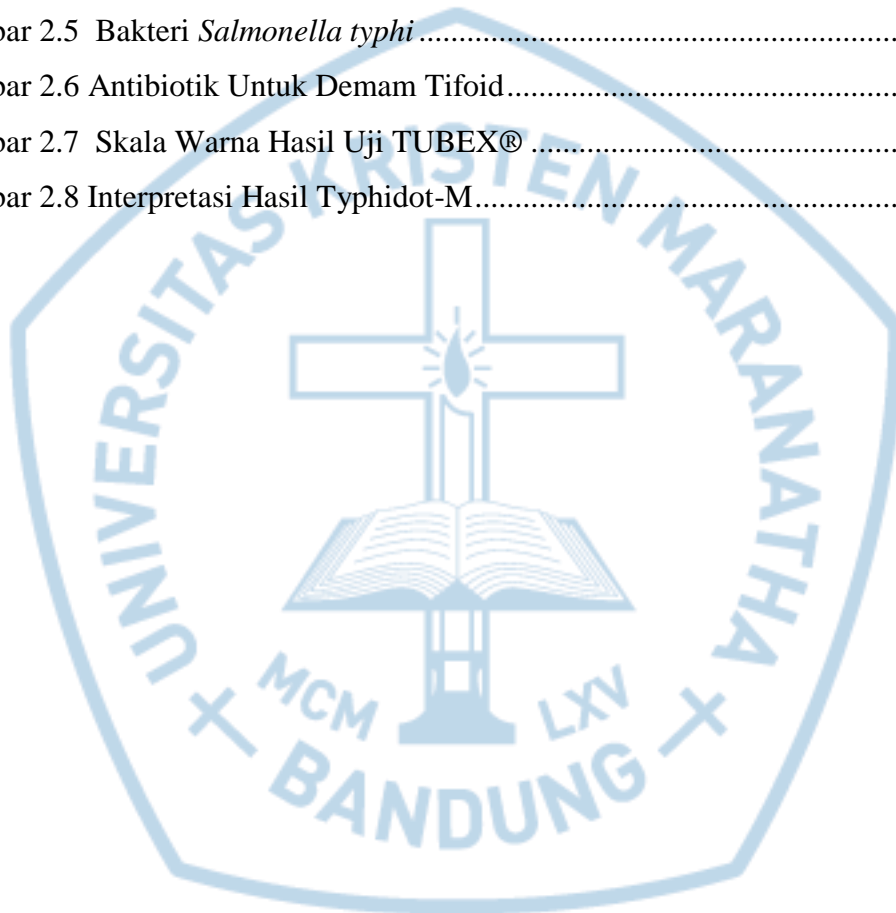 bar 2.5 Bakteri Salmonella typhi................................................................
bar 2.6 Antibiotik Untuk Demam Tifoid................................................................
bar 2.7 Skala Warna Hasil Uji TUBEX® ................................................................
bar 2.8 Interpretasi Hasil Typhidot-M................................................................
UNIVERSITAS KRISTEN MARANATHA
MCM LXV
BANDUNG